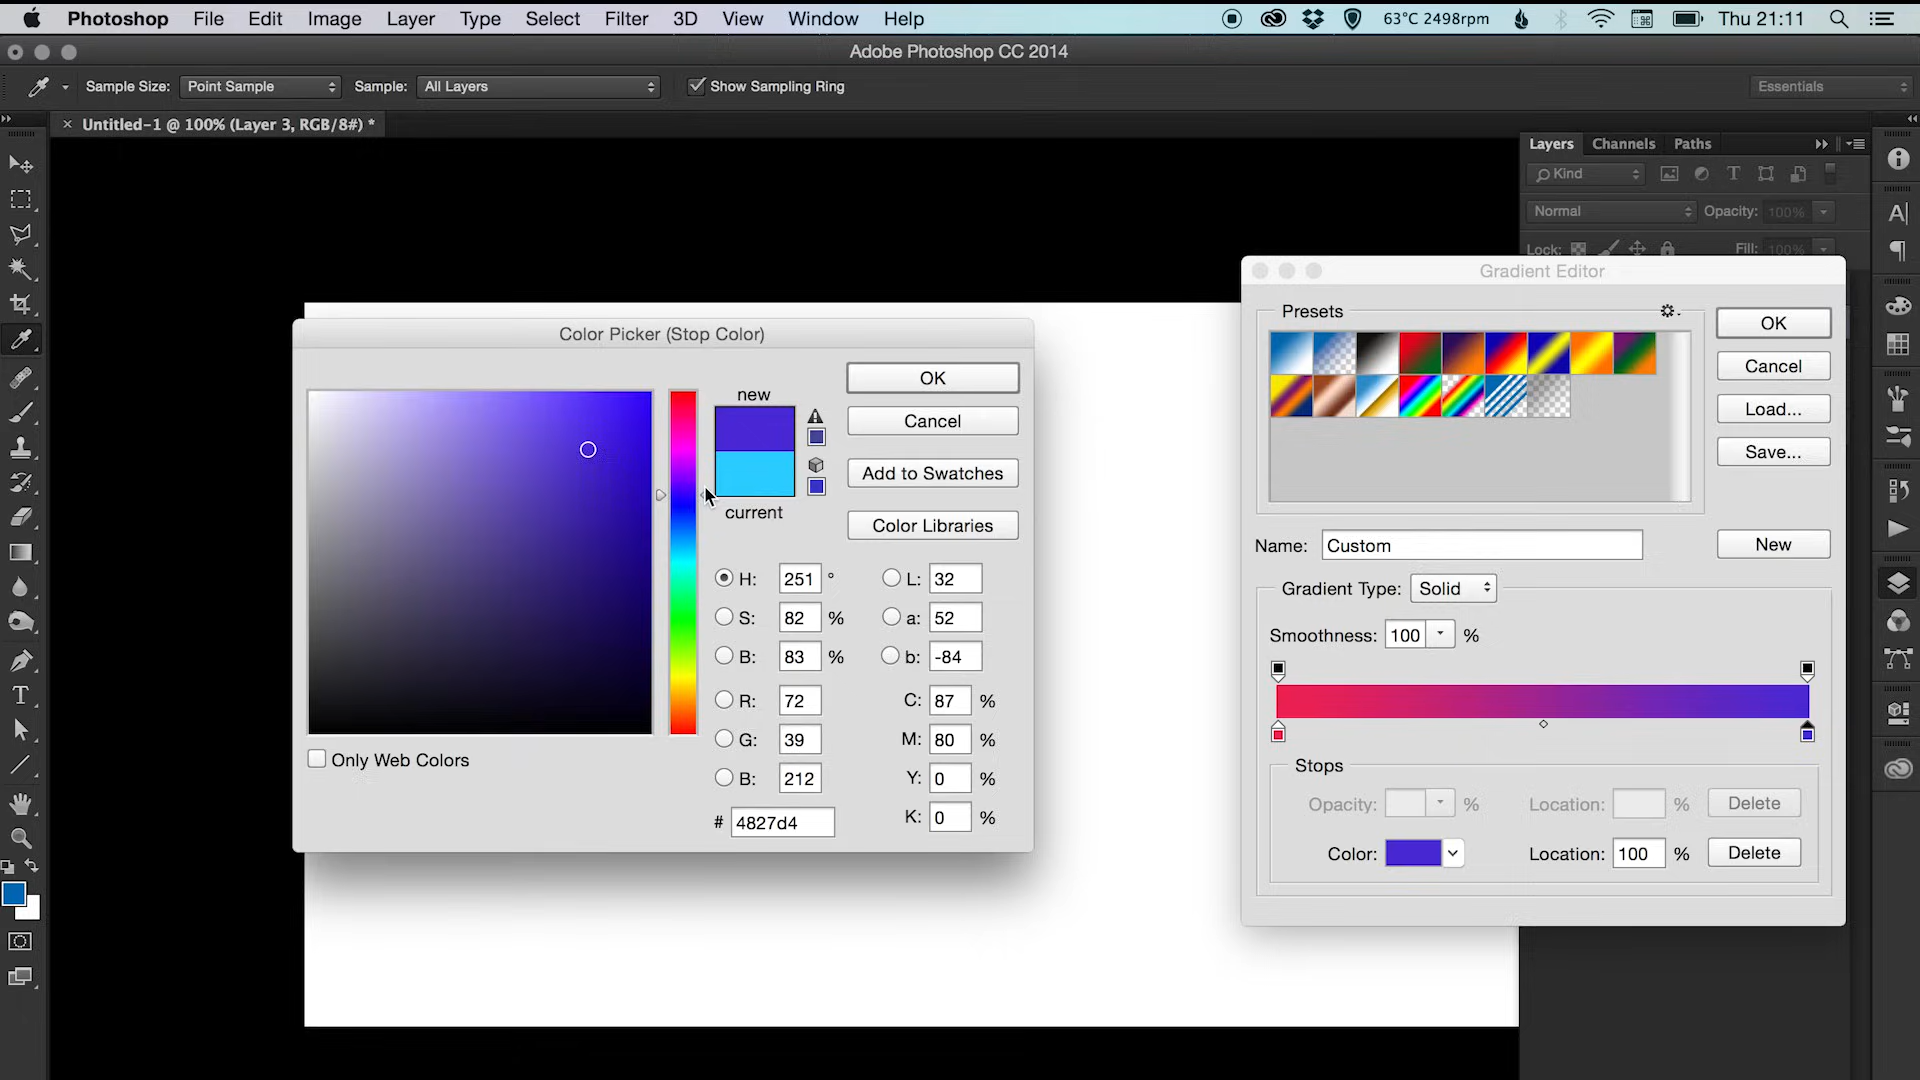 Photoshop File Edit Image Layer Type Select Filter 3D View Window Help 63°C 2498rpm Thu 21:11
Adobe Photoshop CC 2014
Sample Size: Point Sample Sample: All Layers Show Sampling Ring Essentials
× Untitled-1 @ 100% (Layer 3, RGB/8#) *
Layers Channels Paths
Kind
Normal Opacity: 100%
Lock: Fill: 100%
Color Picker (Stop Color)
new
current
OK
Cancel
Add to Swatches
Color Libraries
H: 251 ° L: 32
S: 82 % a: 52
B: 83 % b: -84
R: 72 C: 87 %
G: 39 M: 80 %
B: 212 Y: 0 %
# 4827d4 K: 0 %
Only Web Colors
Gradient Editor
Presets
OK
Cancel
Load...
Save...
Name: Custom New
Gradient Type: Solid
Smoothness: 100 %
Stops
Opacity: % Location: % Delete
Color: Location: 100 % Delete